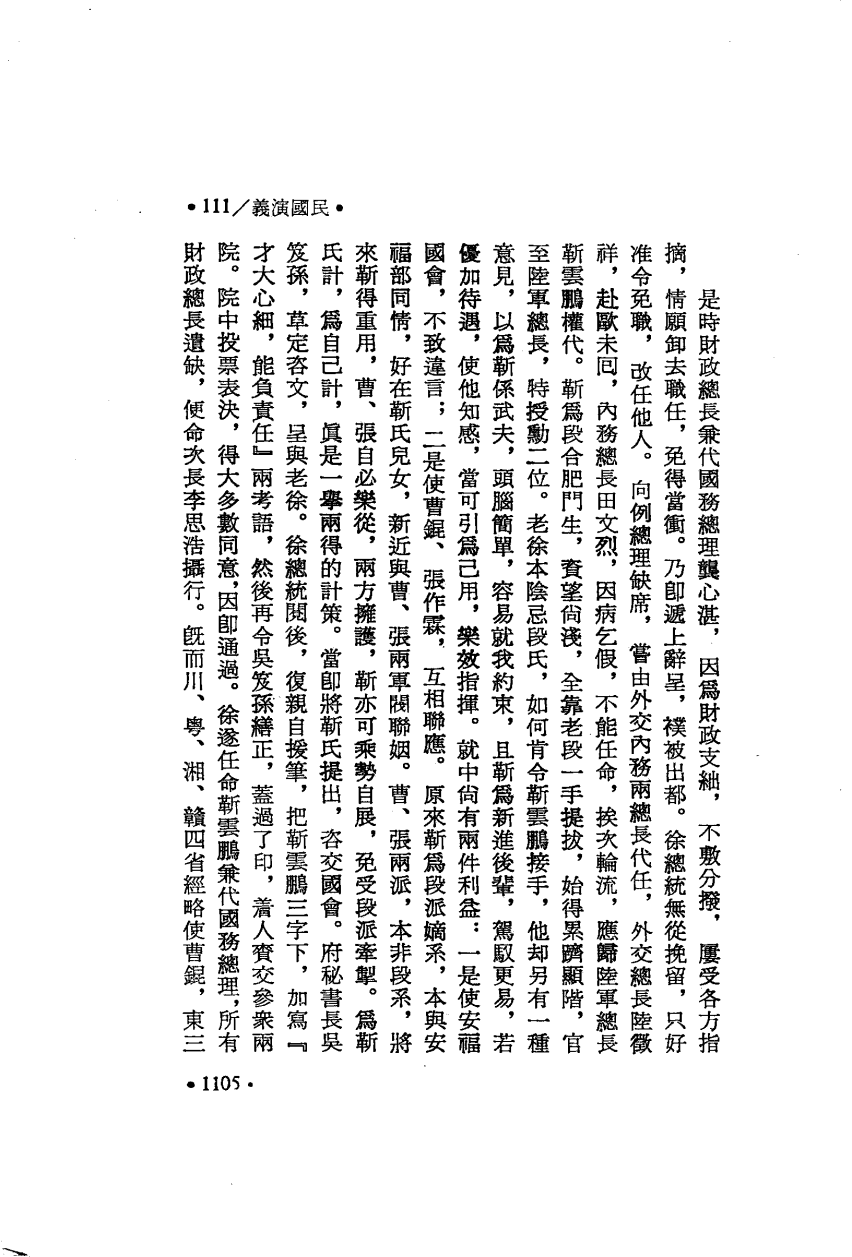 •111／義演國民•
是時財政總長兼代國務總理龔心湛，因爲財政支絀，不敷分撥，屢受各方指
摘，情願卸去職任，免得當衝。乃卽遞上辭呈，襆被出都。徐總統無從挽留，只好
准令免職，改任他人。向例總理缺席，嘗由外交內務兩總長代任，外交總長陸徵
祥，赴歐未回，內務總長田文烈，因病乞假，不能任命，挨次輪流，應歸陸軍總長
靳雲鵬權代。靳爲段合肥門生，資望尙淺，全靠老段一手提拔，始得累躋顯階，官
至陸軍總長，特授勳二位。老徐本陰忌段氏，如何肯令靳雲鵬接手，他却另有一種
意見，以爲靳係武夫，頭腦簡單，容易就我約束，且靳爲新進後輩，駕馭更易，若
優加待遇，使他知感，當可引爲己用，樂效指揮。就中尙有兩件利益：一是使安福
國會，不致違言；二是使曹錕、張作霖，互相聯應。原來靳爲段派嫡系，本與安
福部同情，好在靳氏兒女，新近與曹、張兩軍閥聯姻。曹、張兩派，本非段系，將
來靳得重用，曹、張自必樂從，兩方擁護，靳亦可乘勢自展，免受段派牽掣。爲靳
氏計，爲自己計，眞是一舉兩得的計策。當卽將靳氏提出，咨交國會。府秘書長吳
笈孫，草定咨文，呈與老徐。徐總統閱後，復親自援筆，把靳雲鵬三字下，加寫『
才大心細，能負責任』兩考語，然後再令吳笈孫繕正，蓋過了印，着人賷交參衆兩
院。院中投票表決，得大多數同意，因卽通過。徐遂任命靳雲鵬兼代國務總理，所有
財政總長遺缺，便命次長李思浩攝行。旣而川、粵、湘、贛四省經略使曹錕，東三
•1105•